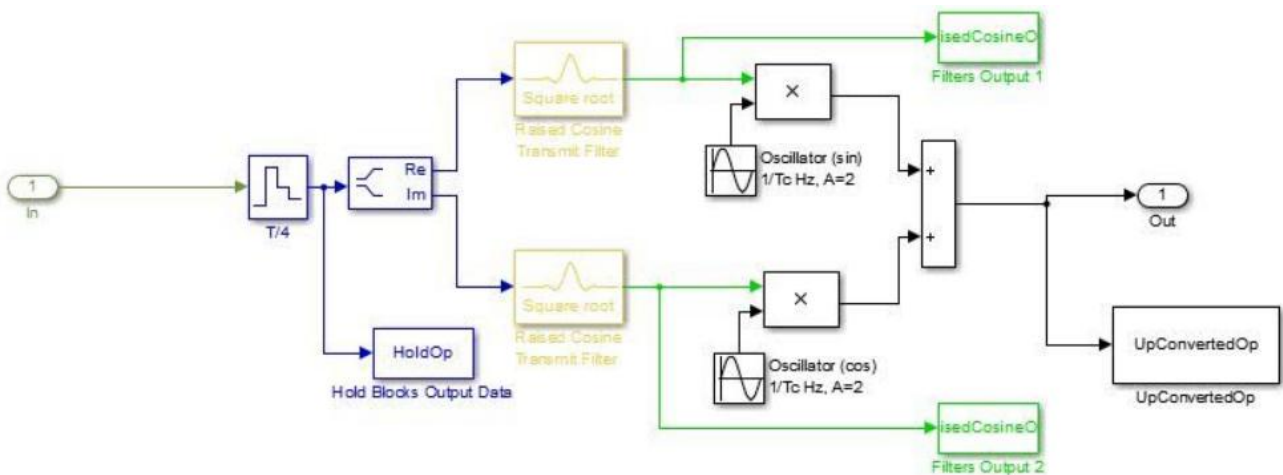 1
In
T/4
Re
Im
Square root
Raised Cosine
Transmit Filter
isedCosineO
Filters Output 1
×
Oscillator (sin)
1/Tc Hz, A=2
+
+
1
Out
Square root
Raised Cosine
Transmit Filter
×
Oscillator (cos)
1/Tc Hz, A=2
HoldOp
Hold Blocks Output Data
UpConvertedOp
UpConvertedOp
isedCosineO
Filters Output 2